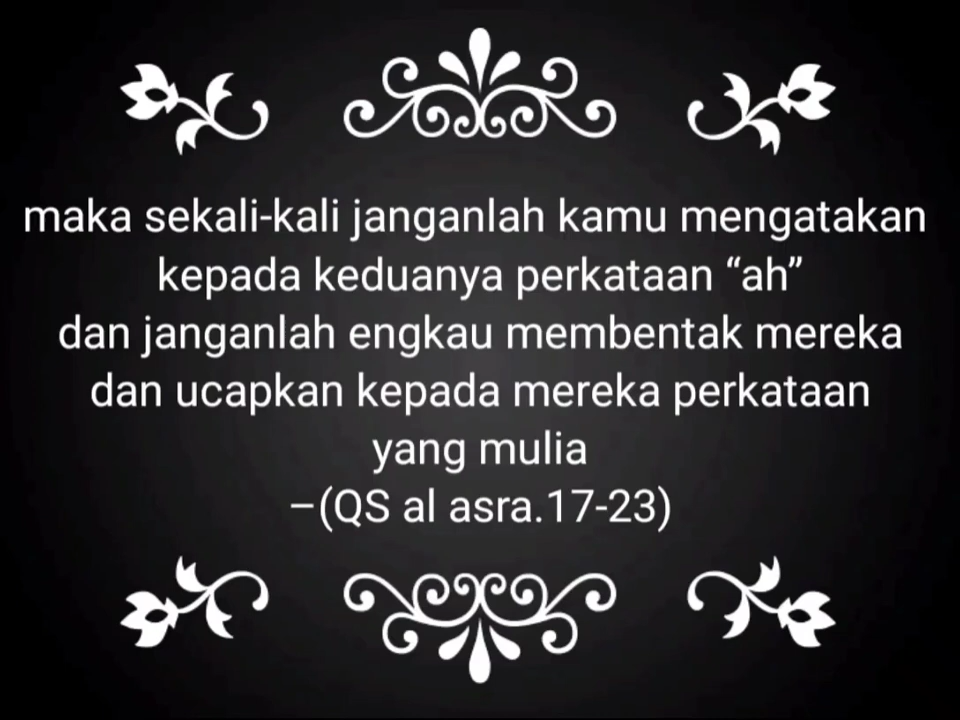 maka sekali-kali janganlah kamu mengatakan
kepada keduanya perkataan “ah”
dan janganlah engkau membentak mereka
dan ucapkan kepada mereka perkataan
yang mulia
–(QS al asra.17-23)